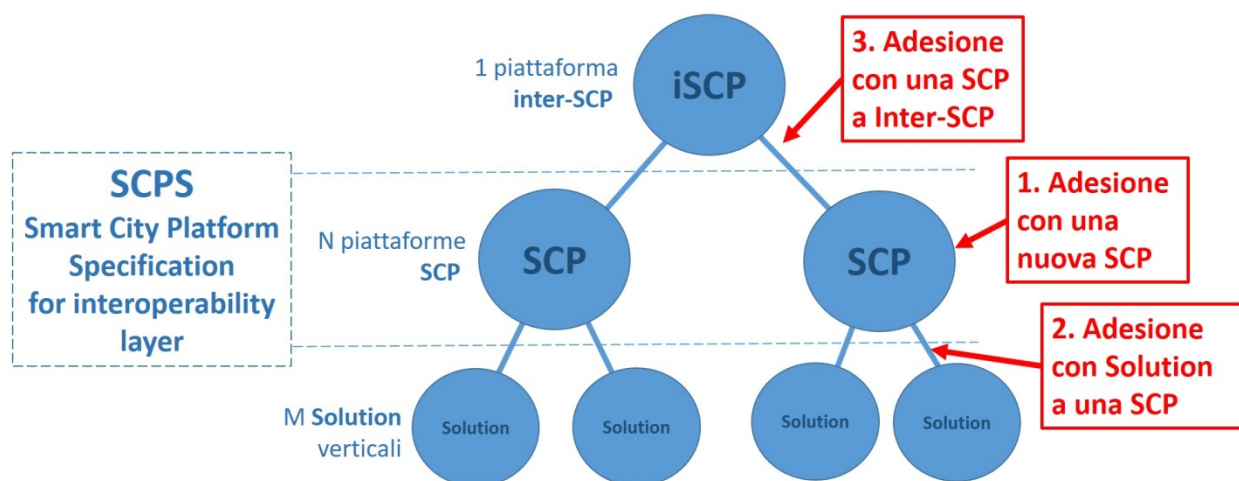 1 piattaforma
inter-SCP
iSCP
3. Adesione
con una SCP
a Inter-SCP
SCPS
Smart City Platform
Specification
for interoperability
layer
N piattaforme
SCP
SCP
SCP
1. Adesione
con una
nuova SCP
2. Adesione
con Solution
a una SCP
M Solution
verticali
Solution
Solution
Solution
Solution